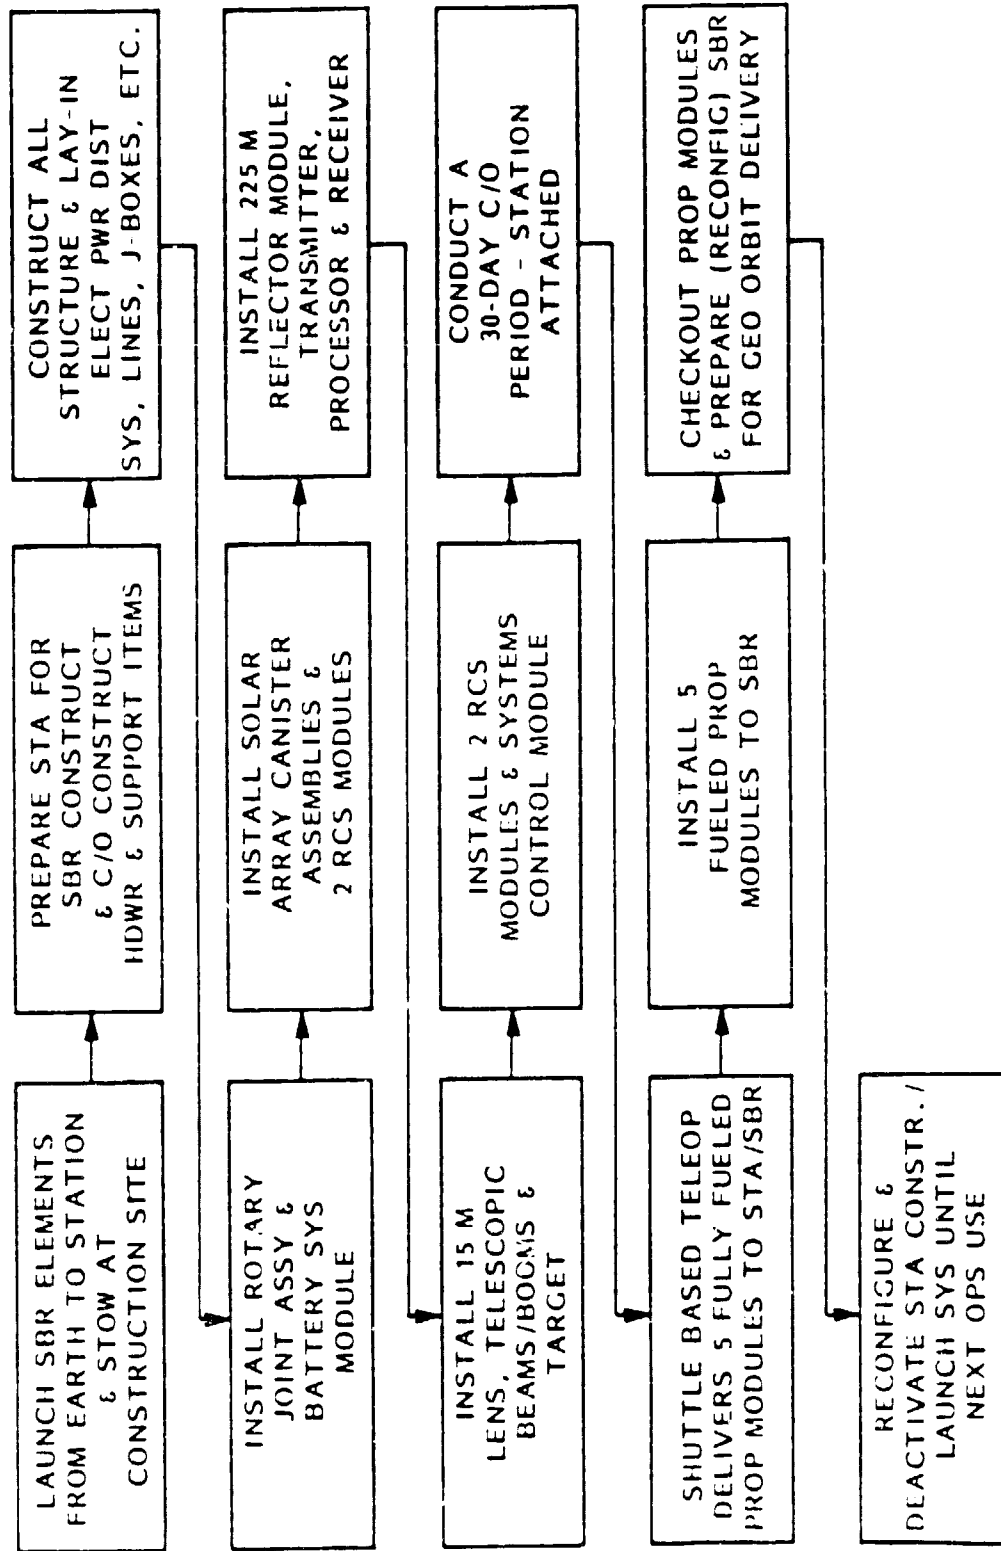 LAUNCH SBR ELEMENTS
FROM EARTH TO STATION
& STOW AT
CONSTRUCTION SITE
PREPARE STA FOR
SBR CONSTRUCT
& C/O CONSTRUCT
HDWR & SUPPORT ITEMS
CONSTRUCT ALL
STRUCTURE & LAY-IN
ELECT PWR DIST
SYS, LINES, J-BOXES, ETC.
INSTALL ROTARY
JOINT ASSY &
BATTERY SYS
MODULE
INSTALL SOLAR
ARRAY CANISTER
ASSEMBLIES &
2 RCS MODULES
INSTALL 225 M
REFLECTOR MODULE,
TRANSMITTER,
PROCESSOR & RECEIVER
INSTALL 15 M
LENS, TELESCOPIC
BEAMS/BOOMS &
TARGET
INSTALL 2 RCS
MODULES & SYSTEMS
CONTROL MODULE
CONDUCT A
30-DAY C/O
PERIOD - STATION
ATTACHED
SHUTTLE BASED TELEOP
DELIVERS 5 FULLY FUELED
PROP MODULES TO STA/SBR
INSTALL 5
FUELED PROP
MODULES TO SBR
CHECKOUT PROP MODULES
& PREPARE (RECONFIG) SBR
FOR GEO ORBIT DELIVERY
RECONFIGURE &
DEACTIVATE STA CONSTR./
LAUNCH SYS UNTIL
NEXT OPS USE